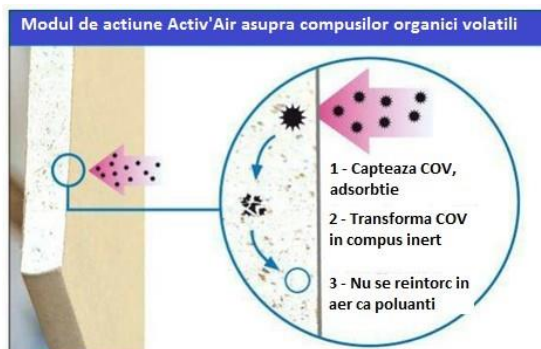 Modul de actiune Activ'Air asupra compusilor organici volatili
1 - Capteaza COV,
adsorbtie
2 - Transforma COV
in compus inert
3 - Nu se reintorc in
aer ca poluanti